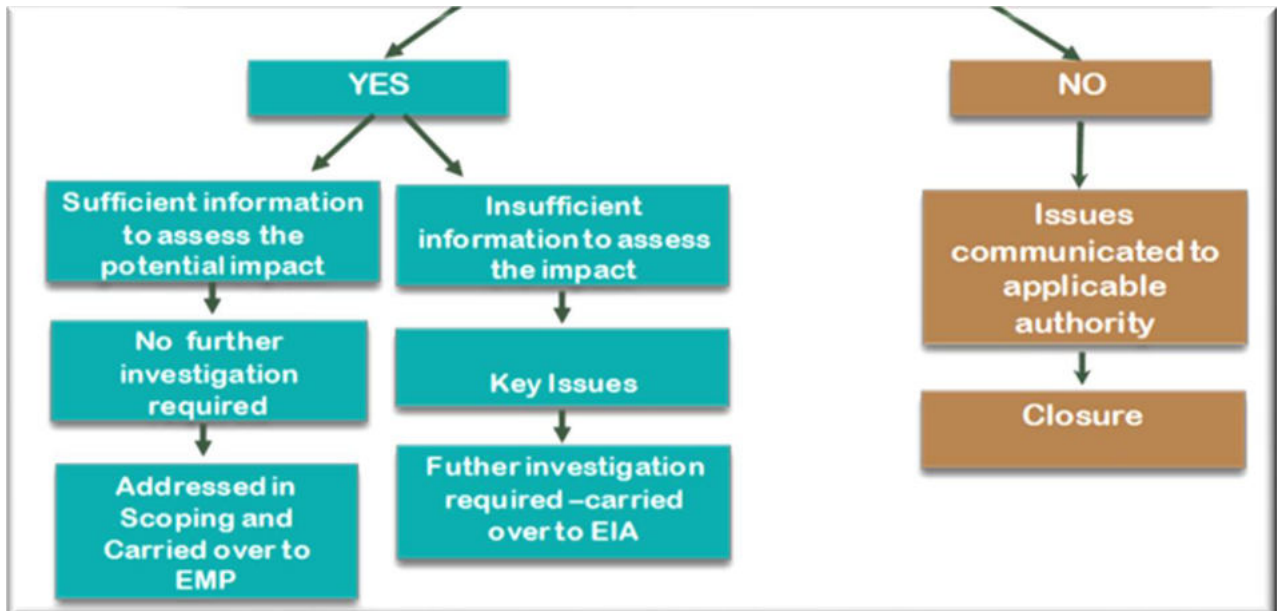 YES
NO
Sufficient information
to assess the
potential impact
Insufficient
information to assess
the impact
Issues
communicated to
applicable
authority
No further
investigation
required
Key Issues
Closure
Addressed in
Scoping and
Carried over to
EMP
Futher investigation
required –carried
over to EIA